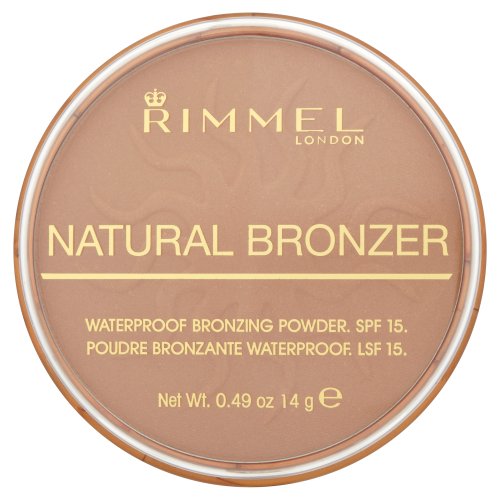 RIMMEL
LONDON
NATURAL BRONZER
WATERPROOF BRONZING POWDER. SPF 15.
POUDRE BRONZANTE WATERPROOF. LSF 15.
Net Wt. 0.49 oz 14 g ℮